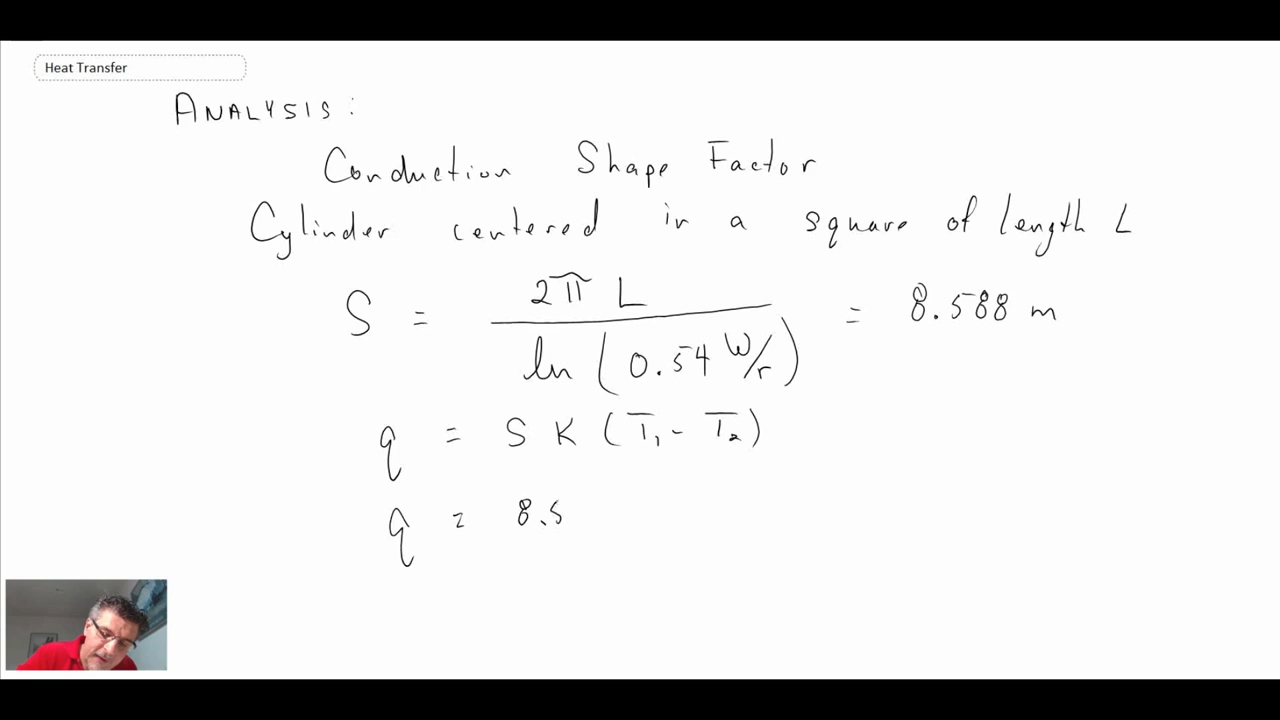 Heat Transfer
ANALYSIS:
Conduction Shape Factor
Cylinder centered in a square of length L
S = 2π L / ln (0.54 W/r) = 8.588 m
q = S K (T₁ - T₂)
q = 8.5